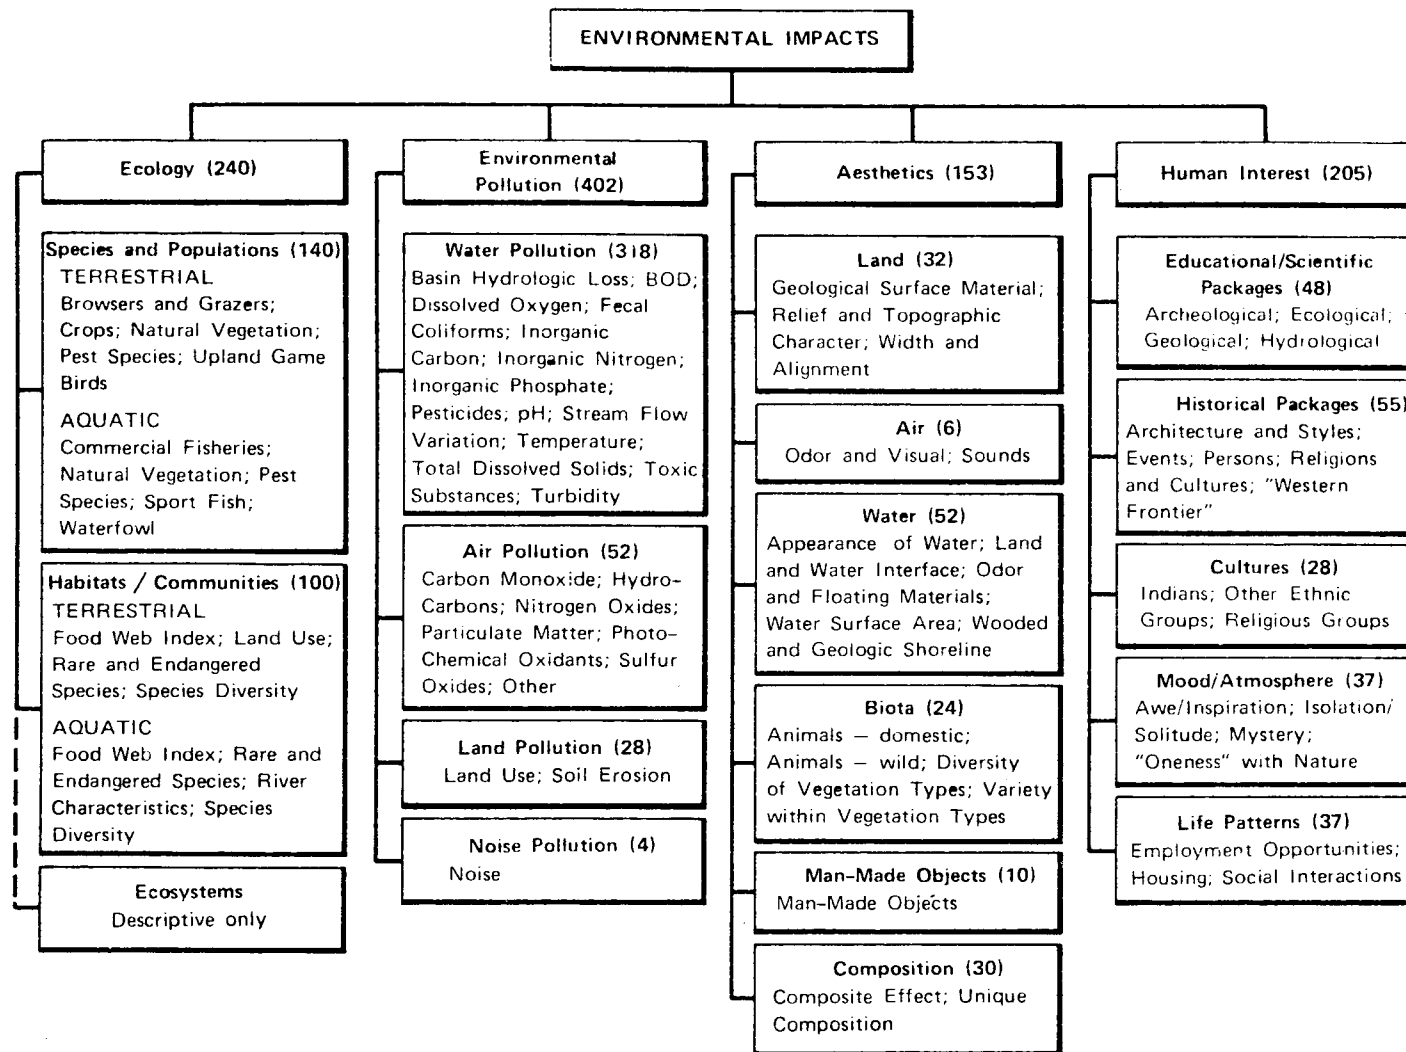 ENVIRONMENTAL IMPACTS
Ecology (240)
Species and Populations (140)
TERRESTRIAL
Browsers and Grazers;
Crops; Natural Vegetation;
Pest Species; Upland Game
Birds
AQUATIC
Commercial Fisheries;
Natural Vegetation; Pest
Species; Sport Fish;
Waterfowl
Habitats / Communities (100)
TERRESTRIAL
Food Web Index; Land Use;
Rare and Endangered
Species; Species Diversity
AQUATIC
Food Web Index; Rare and
Endangered Species; River
Characteristics; Species
Diversity
Ecosystems
Descriptive only
Environmental
Pollution (402)
Water Pollution (318)
Basin Hydrologic Loss; BOD;
Dissolved Oxygen; Fecal
Coliforms; Inorganic
Carbon; Inorganic Nitrogen;
Inorganic Phosphate;
Pesticides; pH; Stream Flow
Variation; Temperature;
Total Dissolved Solids; Toxic
Substances; Turbidity
Air Pollution (52)
Carbon Monoxide; Hydro-
Carbons; Nitrogen Oxides;
Particulate Matter; Photo-
Chemical Oxidants; Sulfur
Oxides; Other
Land Pollution (28)
Land Use; Soil Erosion
Noise Pollution (4)
Noise
Aesthetics (153)
Land (32)
Geological Surface Material;
Relief and Topographic
Character; Width and
Alignment
Air (6)
Odor and Visual; Sounds
Water (52)
Appearance of Water; Land
and Water Interface; Odor
and Floating Materials;
Water Surface Area; Wooded
and Geologic Shoreline
Biota (24)
Animals – domestic;
Animals – wild; Diversity
of Vegetation Types; Variety
within Vegetation Types
Man-Made Objects (10)
Man-Made Objects
Composition (30)
Composite Effect; Unique
Composition
Human Interest (205)
Educational/Scientific
Packages (48)
Archeological; Ecological;
Geological; Hydrological
Historical Packages (55)
Architecture and Styles;
Events; Persons; Religions
and Cultures; "Western
Frontier"
Cultures (28)
Indians; Other Ethnic
Groups; Religious Groups
Mood/Atmosphere (37)
Awe/Inspiration; Isolation/
Solitude; Mystery;
"Oneness" with Nature
Life Patterns (37)
Employment Opportunities;
Housing; Social Interactions